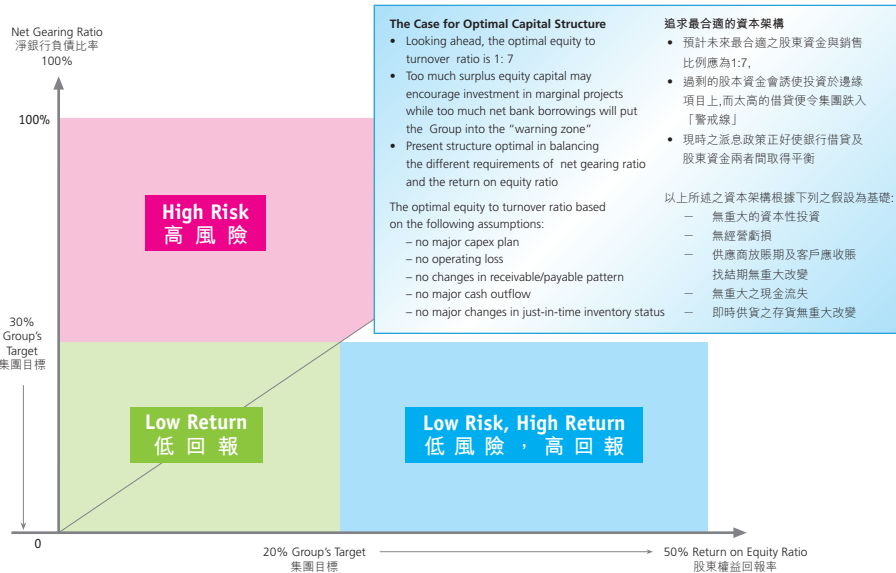 Net Gearing Ratio
淨銀行負債比率
100%
100%
The Case for Optimal Capital Structure
• Looking ahead, the optimal equity to
turnover ratio is 1: 7
• Too much surplus equity capital may
encourage investment in marginal projects
while too much net bank borrowings will put
the Group into the “warning zone”
• Present structure optimal in balancing
the different requirements of net gearing ratio
and the return on equity ratio
The optimal equity to turnover ratio based
on the following assumptions:
– no major capex plan
– no operating loss
– no changes in receivable/payable pattern
– no major cash outflow
– no major changes in just-in-time inventory status
追求最合適的資本架構
• 預計未來最合適之股東資金與銷售
比例應為1:7,
• 過剩的股本資金會誘使投資於邊緣
項目上,而太高的借貸便令集團跌入
「警戒線」
• 現時之派息政策正好使銀行借貸及
股東資金兩者間取得平衡
以上所述之資本架構根據下列之假設為基礎:
– 無重大的資本性投資
– 無經營虧損
– 供應商放賬期及客戶應收賬
找結期無重大改變
– 無重大之現金流失
– 即時供貨之存貨無重大改變
High Risk
高風險
30%
Group's
Target
集團目標
Low Return
低回報
Low Risk, High Return
低風險，高回報
0
20% Group's Target
集團目標
50% Return on Equity Ratio
股東權益回報率